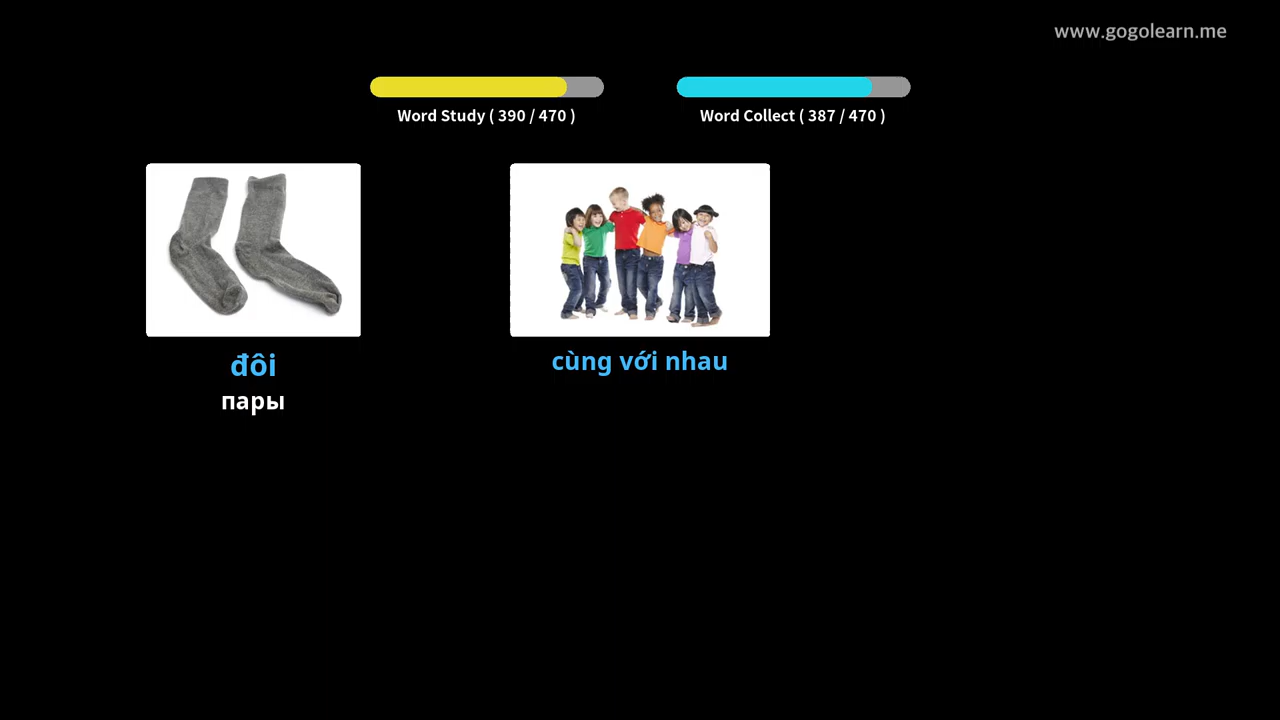 www.gogolearn.me
Word Study ( 390 / 470 )
Word Collect ( 387 / 470 )
đôi
пары
cùng với nhau